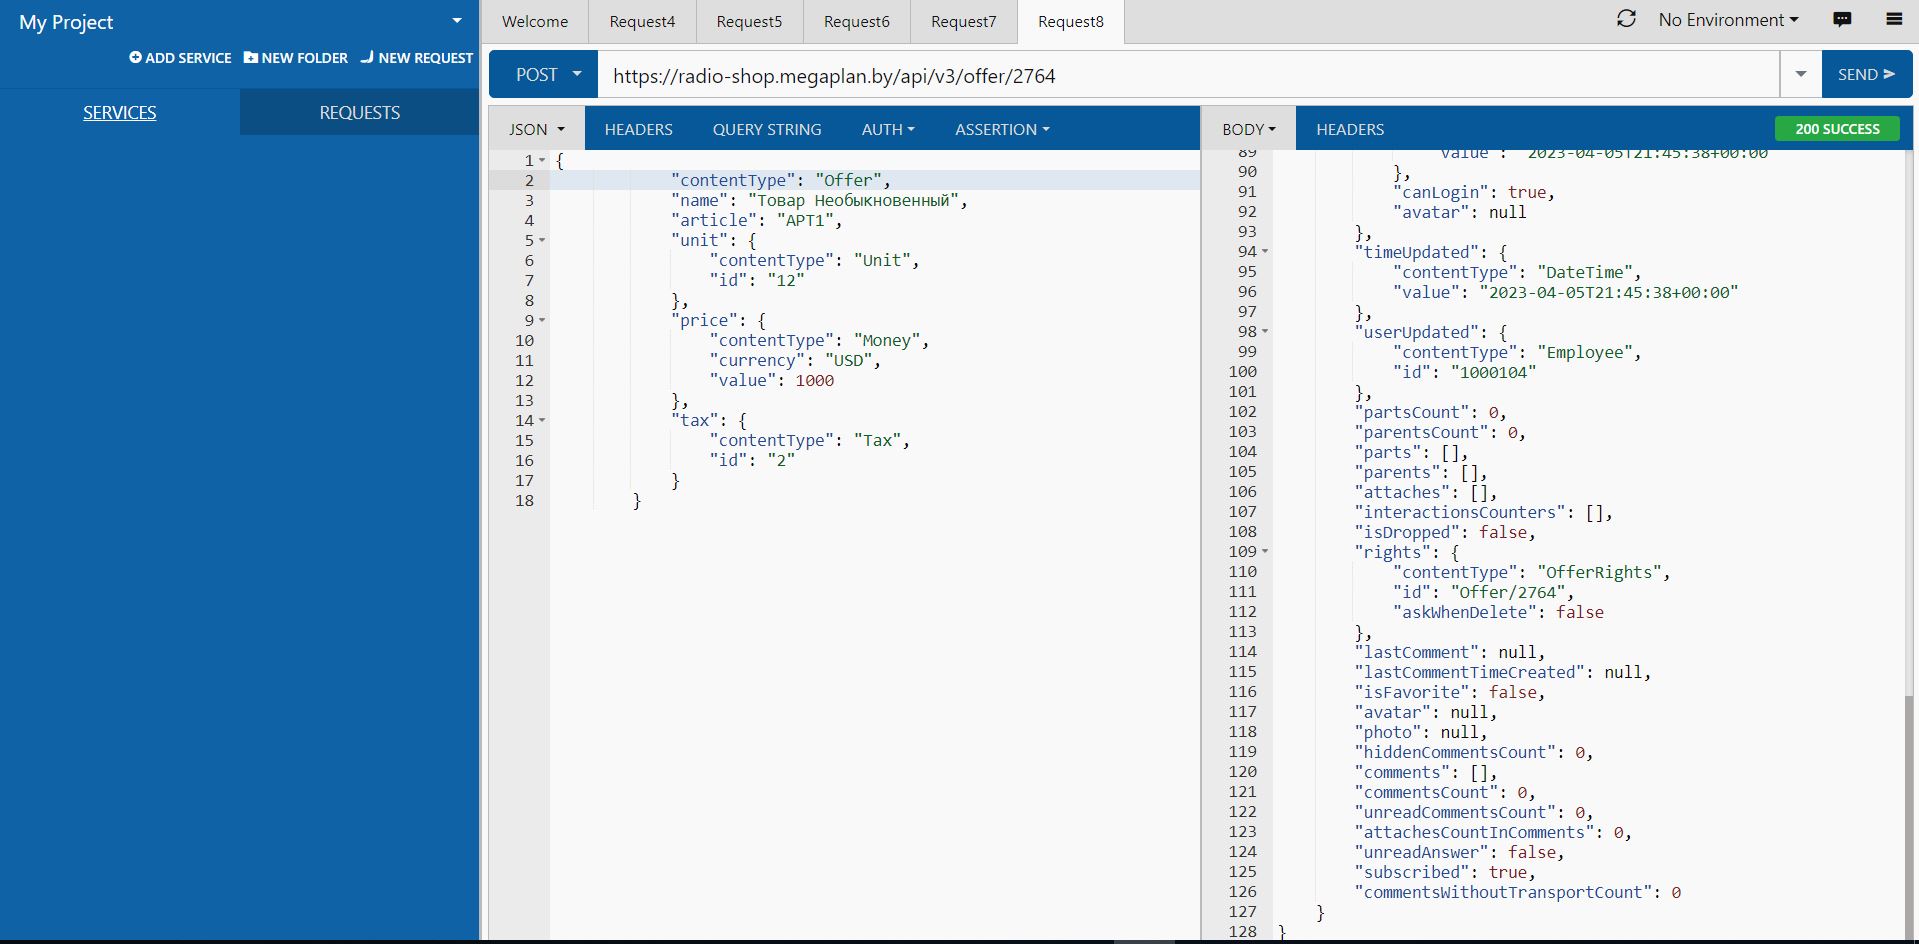 My Project
ADD SERVICE NEW FOLDER NEW REQUEST
SERVICES REQUESTS
Welcome Request4 Request5 Request6 Request7 Request8
No Environment
POST https://radio-shop.megaplan.by/api/v3/offer/2764 SEND
JSON HEADERS QUERY STRING AUTH ASSERTION
1 {
2 "contentType": "Offer",
3 "name": "Товар Необыкновенный",
4 "article": "АРТ1",
5 "unit": {
6 "contentType": "Unit",
7 "id": "12"
8 },
9 "price": {
10 "contentType": "Money",
11 "currency": "USD",
12 "value": 1000
13 },
14 "tax": {
15 "contentType": "Tax",
16 "id": "2"
17 }
18 }
BODY HEADERS 200 SUCCESS
89 "value": "2023-04-05T21:45:38+00:00"
90 },
91 "canLogin": true,
92 "avatar": null
93 },
94 "timeUpdated": {
95 "contentType": "DateTime",
96 "value": "2023-04-05T21:45:38+00:00"
97 },
98 "userUpdated": {
99 "contentType": "Employee",
100 "id": "1000104"
101 },
102 "partsCount": 0,
103 "parentsCount": 0,
104 "parts": [],
105 "parents": [],
106 "attaches": [],
107 "interactionsCounters": [],
108 "isDropped": false,
109 "rights": {
110 "contentType": "OfferRights",
111 "id": "Offer/2764",
112 "askWhenDelete": false
113 },
114 "lastComment": null,
115 "lastCommentTimeCreated": null,
116 "isFavorite": false,
117 "avatar": null,
118 "photo": null,
119 "hiddenCommentsCount": 0,
120 "comments": [],
121 "commentsCount": 0,
122 "unreadCommentsCount": 0,
123 "attachesCountInComments": 0,
124 "unreadAnswer": false,
125 "subscribed": true,
126 "commentsWithoutTransportCount": 0
127 }
128 }